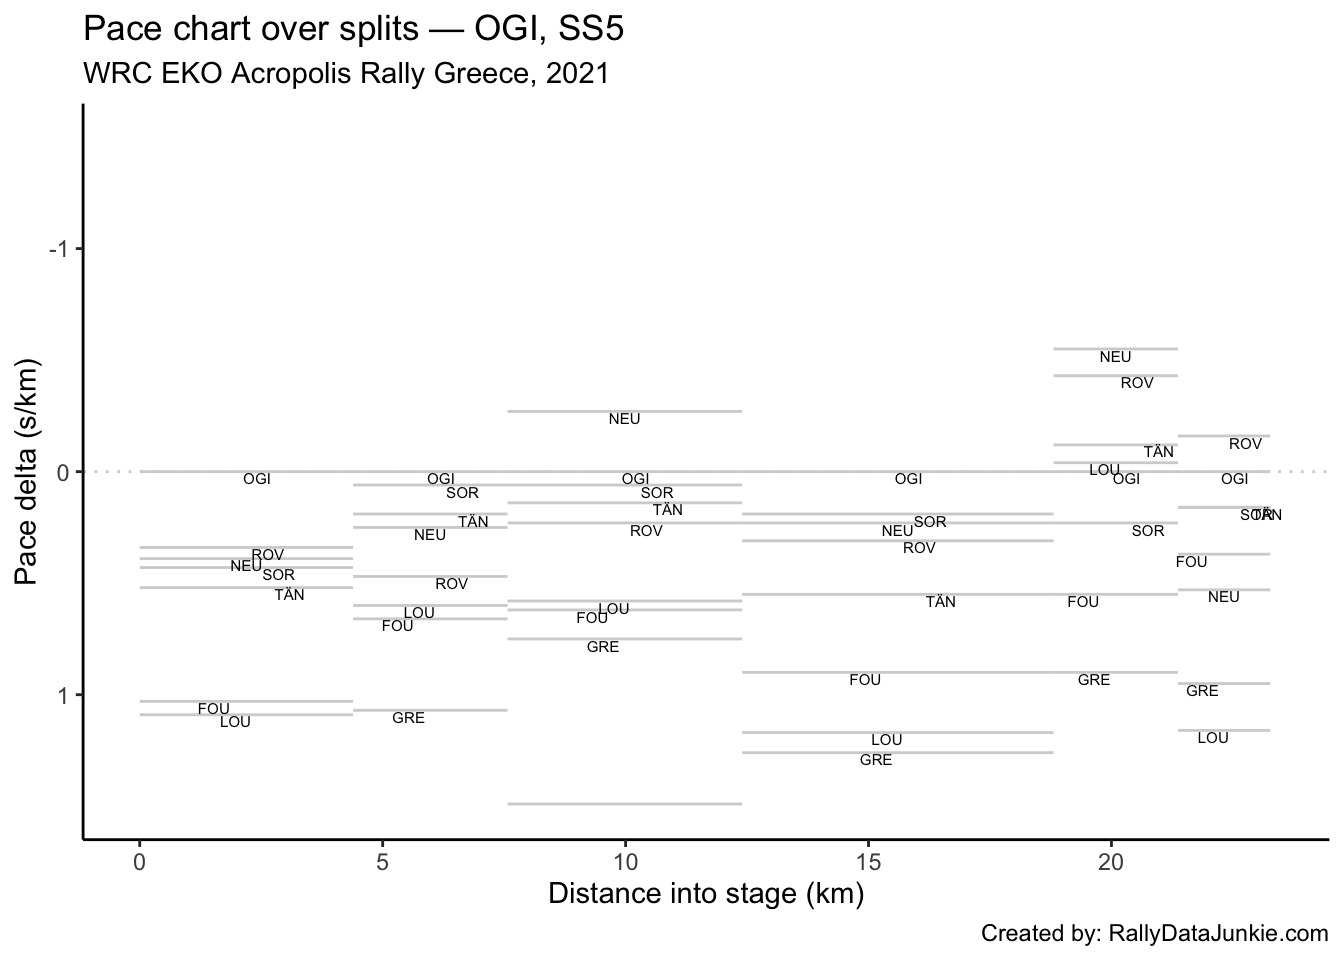 Pace chart over splits — OGI, SS5
WRC EKO Acropolis Rally Greece, 2021
Pace delta (s/km)
-1
0
1
NEU
ROV
NEU
TÄN
ROV
LOU
OGI
OGI
OGI
OGI
OGI
OGI
SOR
SOR
TÄN
SOR
TÄN
TÄN
SOR
NEU
ROV
NEU
SOR
NEU
ROV
ROV
FOU
NEU
SOR
ROV
TÄN
NEU
LOU
FOU
LOU
FOU
TÄN
FOU
GRE
FOU
GRE
GRE
FOU
LOU
GRE
LOU
LOU
GRE
0
5
10
15
20
Distance into stage (km)
Created by: RallyDataJunkie.com